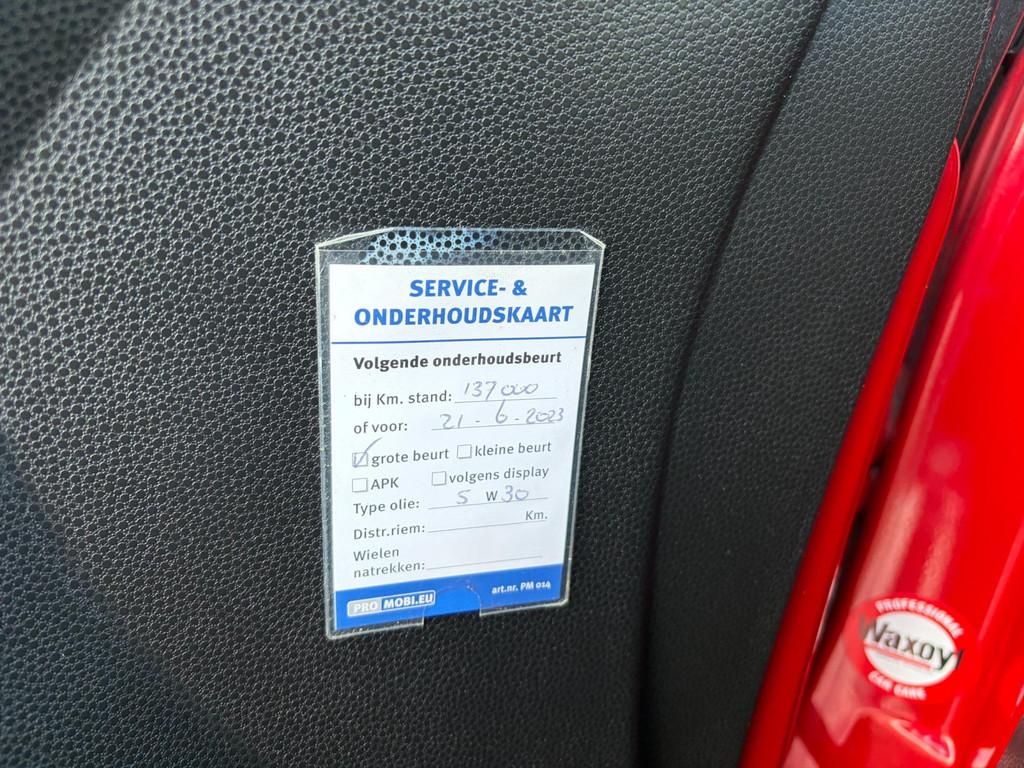 SERVICE- &
ONDERHOUDSKAART
Volgende onderhoudsbeurt
bij Km. stand: 137000
of voor: 21-6-2023
grote beurt kleine beurt
APK volgens display
Type olie: 5 W 30
Distr.riem: Km.
Wielen
natrekken:
PROMOBI.EU art.nr. PM 014
PROFESSIONAL
Waxoyl
CAR CARE